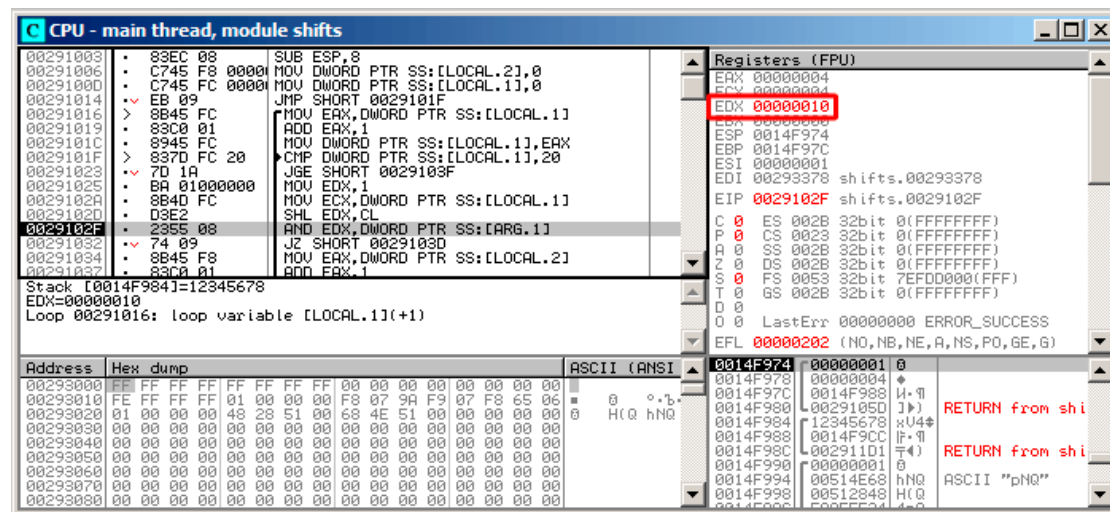 C CPU - main thread, module shifts
00291003 · 83EC 08 SUB ESP,8
00291006 · C745 F8 0000 MOV DWORD PTR SS:[LOCAL.2],0
0029100D · C745 FC 0000 MOV DWORD PTR SS:[LOCAL.1],0
00291014 ·v EB 09 JMP SHORT 0029101F
00291016 > 8B45 FC MOV EAX,DWORD PTR SS:[LOCAL.1]
00291019 · 83C0 01 ADD EAX,1
0029101C · 8945 FC MOV DWORD PTR SS:[LOCAL.1],EAX
0029101F > 837D FC 20 CMP DWORD PTR SS:[LOCAL.1],20
00291023 ·v 7D 1A JGE SHORT 0029103F
00291025 · BA 01000000 MOV EDX,1
0029102A · 8B4D FC MOV ECX,DWORD PTR SS:[LOCAL.1]
0029102D · D3E2 SHL EDX,CL
0029102F · 2355 08 AND EDX,DWORD PTR SS:[ARG.1]
00291032 ·v 74 09 JZ SHORT 0029103D
00291034 · 8B45 F8 MOV EAX,DWORD PTR SS:[LOCAL.2]
00291037 · 83C0 01 ADD EAX,1
Stack [0014F984]=12345678
EDX=00000010
Loop 00291016: loop variable [LOCAL.1](+1)
Registers (FPU)
EAX 00000004
ECX 00000004
EDX 00000010
EBX 00000000
ESP 0014F974
EBP 0014F97C
ESI 00000001
EDI 00293378 shifts.00293378
EIP 0029102F shifts.0029102F
C 0 ES 002B 32bit 0(FFFFFFFF)
P 0 CS 0023 32bit 0(FFFFFFFF)
A 0 SS 002B 32bit 0(FFFFFFFF)
Z 0 DS 002B 32bit 0(FFFFFFFF)
S 0 FS 0053 32bit 7EFDD000(FFF)
T 0 GS 002B 32bit 0(FFFFFFFF)
D 0
O 0 LastErr 00000000 ERROR_SUCCESS
EFL 00000202 (NO,NB,NE,A,NS,PO,GE,G)
Address Hex dump ASCII (ANSI
00293000 FF FF FF FF FF FF FF FF 00 00 00 00 00 00 00 00
00293010 FE FF FF FF 01 00 00 00 F8 07 9A F9 07 F8 65 06
00293020 01 00 00 00 48 28 51 00 68 4E 51 00 00 00 00 00 H(Q hNQ
00293030 00 00 00 00 00 00 00 00 00 00 00 00 00 00 00 00
00293040 00 00 00 00 00 00 00 00 00 00 00 00 00 00 00 00
00293050 00 00 00 00 00 00 00 00 00 00 00 00 00 00 00 00
00293060 00 00 00 00 00 00 00 00 00 00 00 00 00 00 00 00
00293070 00 00 00 00 00 00 00 00 00 00 00 00 00 00 00 00
00293080 00 00 00 00 00 00 00 00 00 00 00 00 00 00 00 00
0014F974 00000001
0014F978 00000004 ♦
0014F97C 0014F988 И·¶
0014F980 0029105D ]►) RETURN from shi
0014F984 12345678 xV4‡
0014F988 0014F9CC
0014F98C 002911D1 RETURN from shi
0014F990 00000001
0014F994 00514E68 hNQ ASCII "pNQ"
0014F998 00512848 H(Q